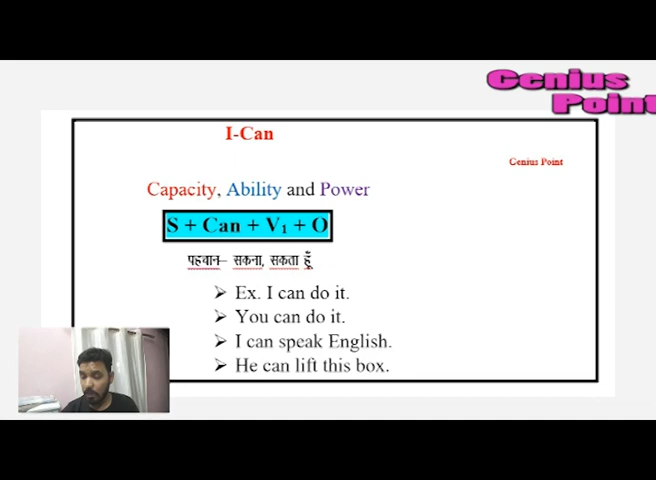 Genius
Point
I-Can
Genius Point
Capacity, Ability and Power
S + Can + V₁ + O
पहचान– सकना, सकता हूँ
➢ Ex. I can do it.
➢ You can do it.
➢ I can speak English.
➢ He can lift this box.